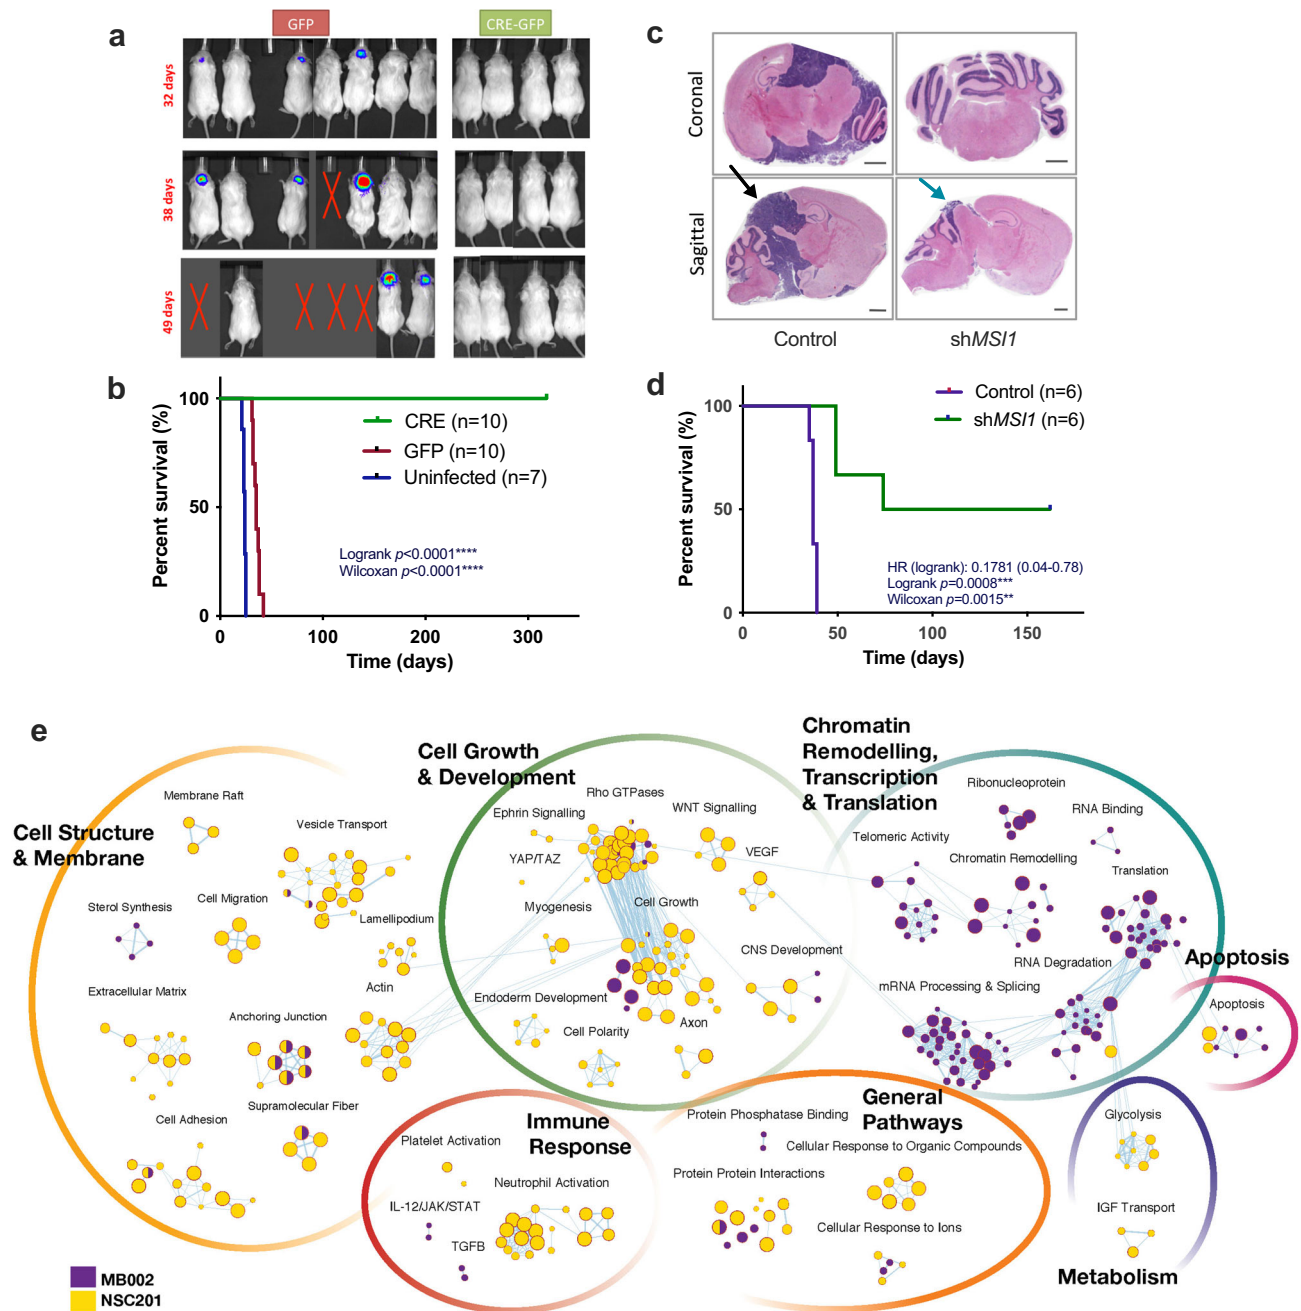 a
GFP
CRE-GFP
32 days
38 days
49 days
c
Coronal
Sagittal
Control
shMSI1
b
Percent survival (%)
100
50
0
0
100
200
300
Time (days)
CRE (n=10)
GFP (n=10)
Uninfected (n=7)
Logrank p<0.0001****
Wilcoxan p<0.0001****
d
Percent survival (%)
100
50
0
0
50
100
150
Time (days)
Control (n=6)
shMSI1 (n=6)
HR (logrank): 0.1781 (0.04-0.78)
Logrank p=0.0008***
Wilcoxan p=0.0015**
e
Cell Structure
& Membrane
Membrane Raft
Vesicle Transport
Sterol Synthesis
Cell Migration
Lamellipodium
Actin
Extracellular Matrix
Anchoring Junction
Cell Adhesion
Supramolecular Fiber
Cell Growth
& Development
Rho GTPases
Ephrin Signalling
WNT Signalling
YAP/TAZ
VEGF
Myogenesis
Cell Growth
CNS Development
Endoderm Development
Cell Polarity
Axon
Chromatin
Remodelling,
Transcription
& Translation
Ribonucleoprotein
RNA Binding
Telomeric Activity
Chromatin Remodelling
Translation
RNA Degradation
mRNA Processing & Splicing
Apoptosis
Apoptosis
Immune
Response
Platelet Activation
Neutrophil Activation
IL-12/JAK/STAT
TGFB
General
Pathways
Protein Phosphatase Binding
Cellular Response to Organic Compounds
Protein Protein Interactions
Cellular Response to Ions
Glycolysis
IGF Transport
Metabolism
MB002
NSC201